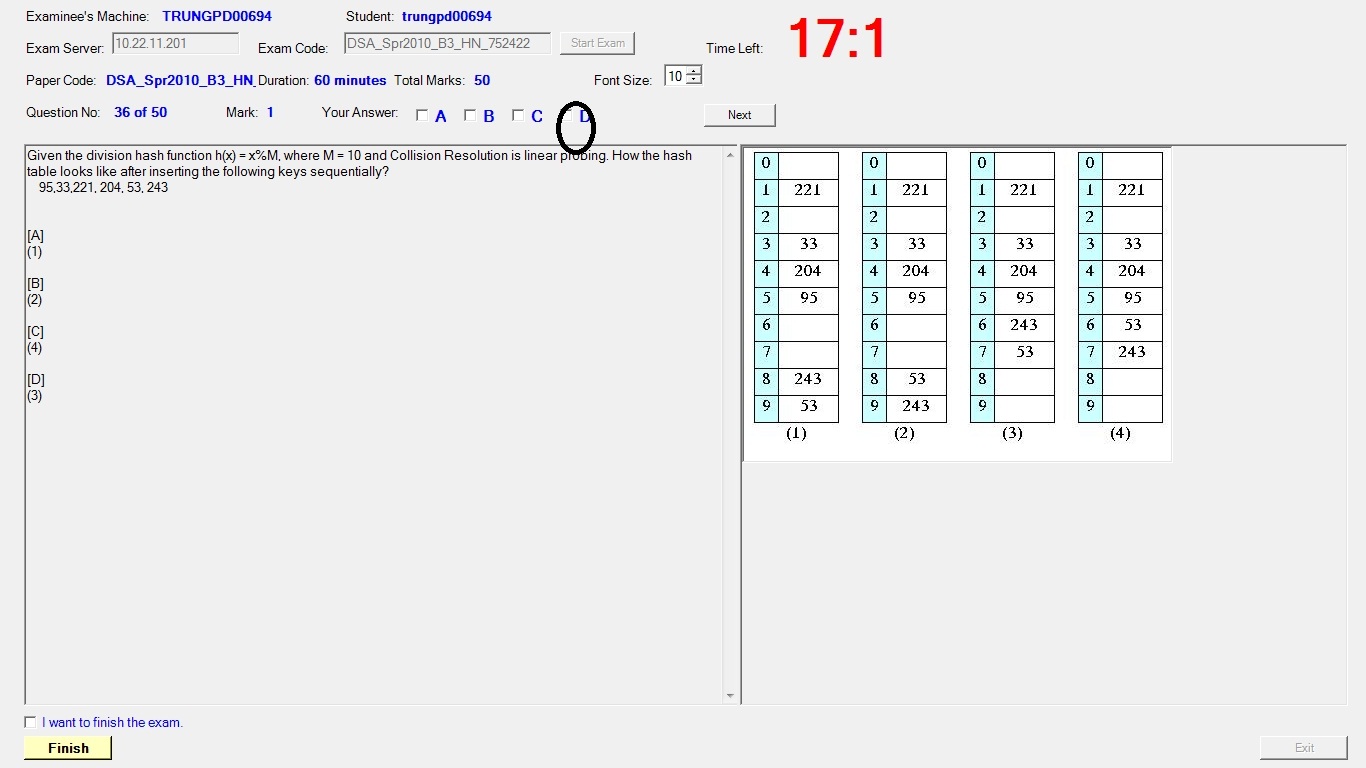 Examinee's Machine: TRUNGPD00694 Student: trungpd00694
Exam Server: 10.22.11.201 Exam Code: DSA_Spr2010_B3_HN_752422 Start Exam Time Left: 17:1
Paper Code: DSA_Spr2010_B3_HN_ Duration: 60 minutes Total Marks: 50 Font Size: 10
Question No: 36 of 50 Mark: 1 Your Answer: A B C D Next
Given the division hash function h(x) = x%M, where M = 10 and Collision Resolution is linear probing. How the hash
table looks like after inserting the following keys sequentially?
95,33,221, 204, 53, 243
[A]
(1)
[B]
(2)
[C]
(4)
[D]
(3)
0 0 0 0
1 221 1 221 1 221 1 221
2 2 2 2
3 33 3 33 3 33 3 33
4 204 4 204 4 204 4 204
5 95 5 95 5 95 5 95
6 6 6 243 6 53
7 7 7 53 7 243
8 243 8 53 8 8
9 53 9 243 9 9
(1) (2) (3) (4)
I want to finish the exam.
Finish Exit